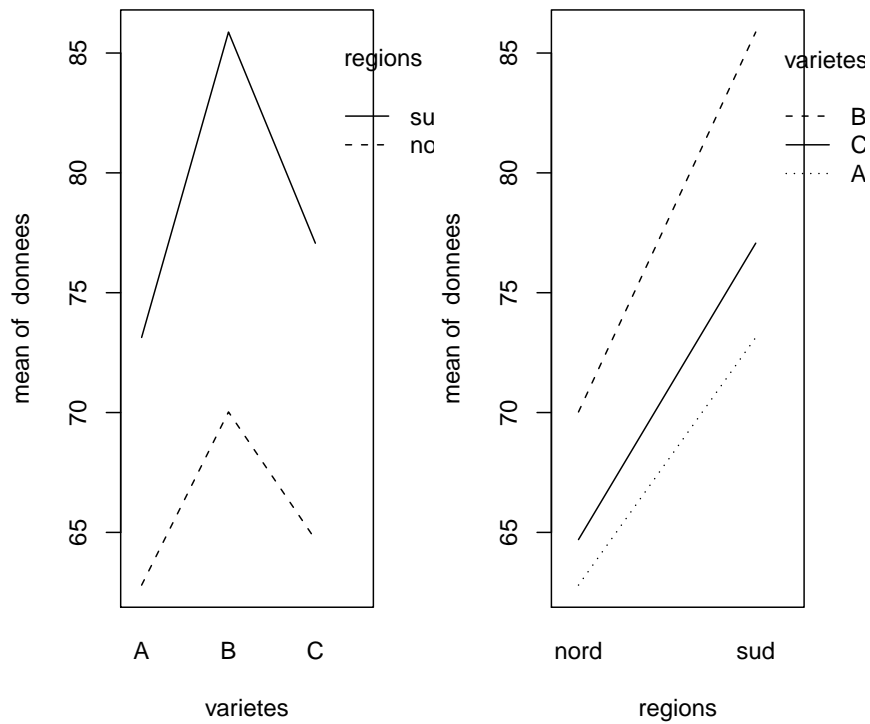 85
80
75
70
65
mean of donnees
A B C
varietes
regions
su
no
85
80
75
70
65
mean of donnees
nord sud
regions
varietes
B
C
A